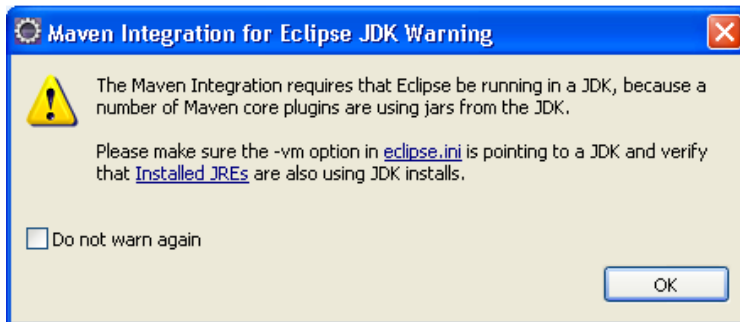 Maven Integration for Eclipse JDK Warning
The Maven Integration requires that Eclipse be running in a JDK, because a
number of Maven core plugins are using jars from the JDK.
Please make sure the -vm option in eclipse.ini is pointing to a JDK and verify
that Installed JREs are also using JDK installs.
Do not warn again
OK